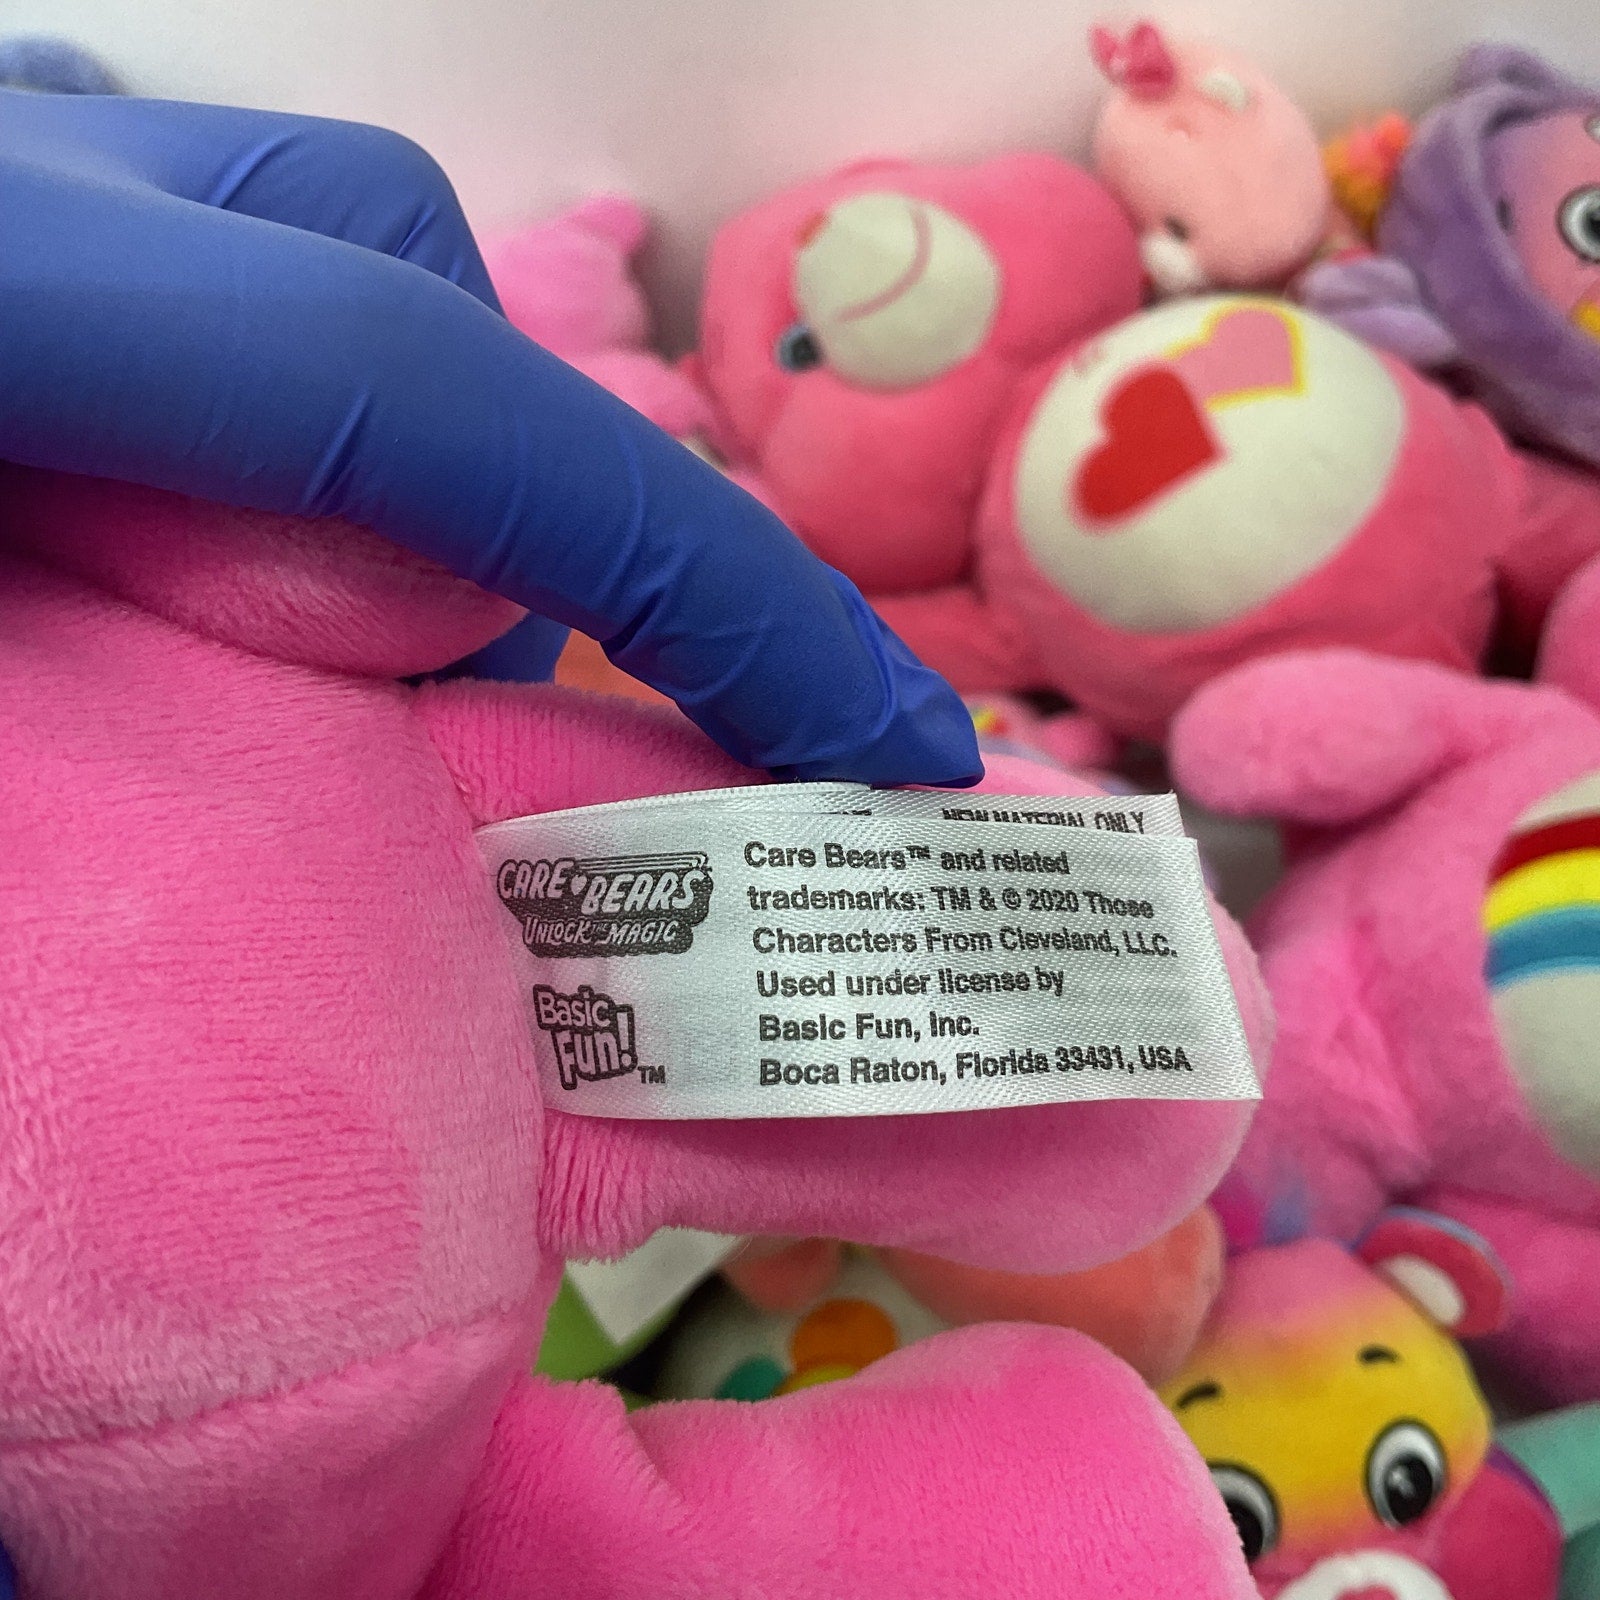 NEW MATERIAL ONLY
CARE BEARS
UNLOCK THE MAGIC
Basic
Fun!™
Care Bears™ and related
trademarks: TM & © 2020 Those
Characters From Cleveland, LLC.
Used under license by
Basic Fun, Inc.
Boca Raton, Florida 33431, USA